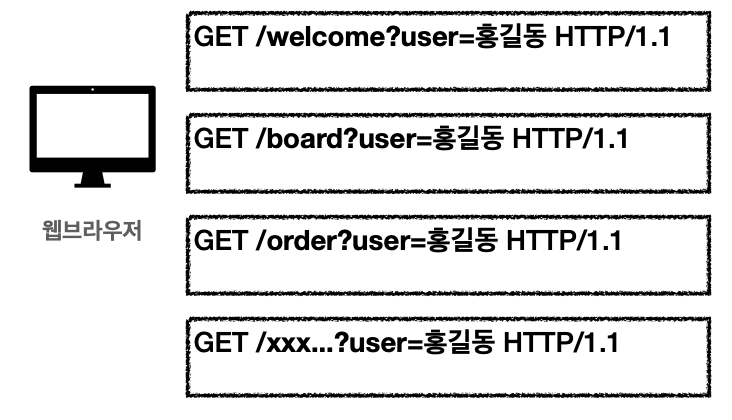 GET /welcome?user=홍길동 HTTP/1.1
GET /board?user=홍길동 HTTP/1.1
웹브라우저
GET /order?user=홍길동 HTTP/1.1
GET /xxx...?user=홍길동 HTTP/1.1